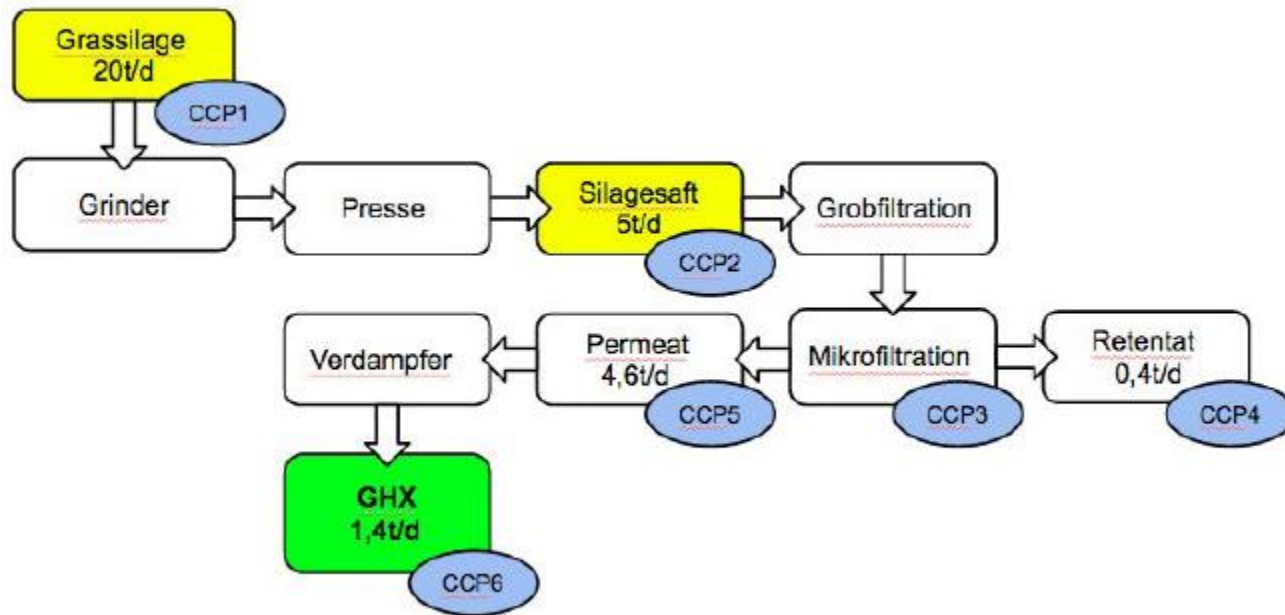 Grassilage
20t/d
CCP1
Grinder
Presse
Silagesaft
5t/d
CCP2
Grobfiltration
Verdampfer
Permeat
4,6t/d
CCP5
Mikrofiltration
CCP3
Retentat
0,4t/d
CCP4
GHX
1,4t/d
CCP6